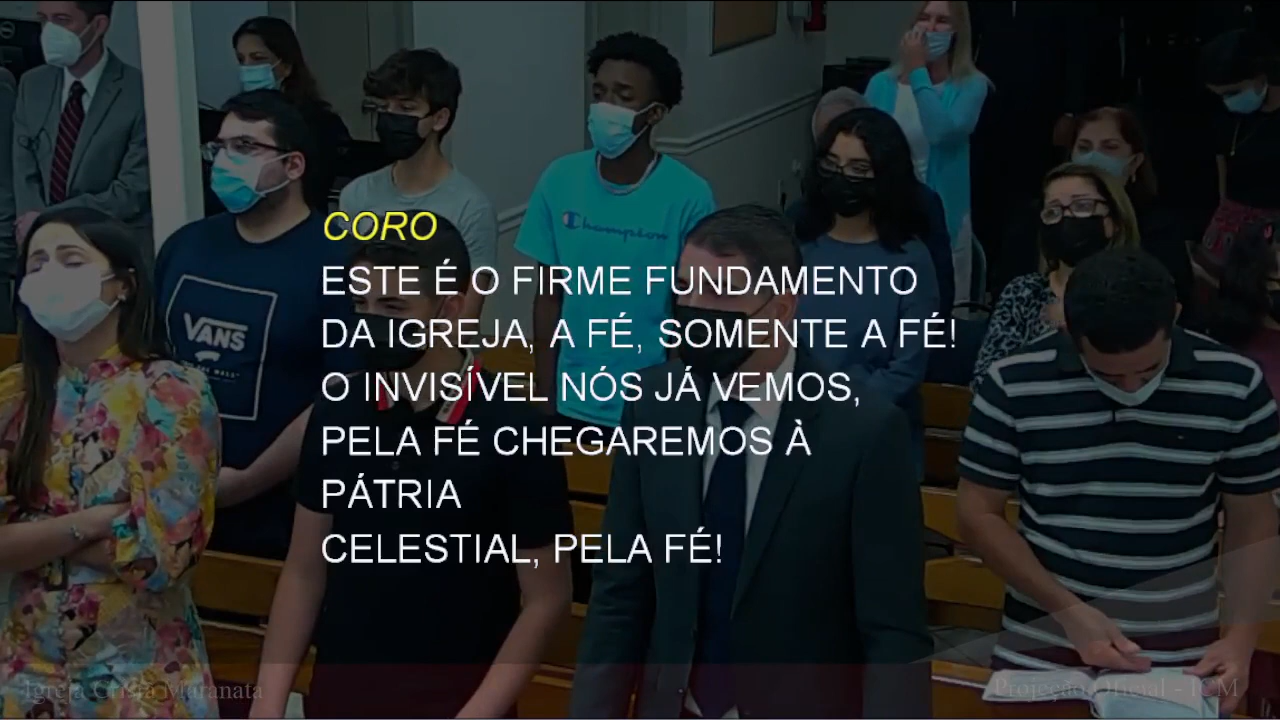 CORO
ESTE É O FIRME FUNDAMENTO
DA IGREJA, A FÉ, SOMENTE A FÉ!
O INVISÍVEL NÓS JÁ VEMOS,
PELA FÉ CHEGAREMOS À
PÁTRIA
CELESTIAL, PELA FÉ!
Champion
VANS
Igreja Cristã Maranata
Projeção Oficial - ICM